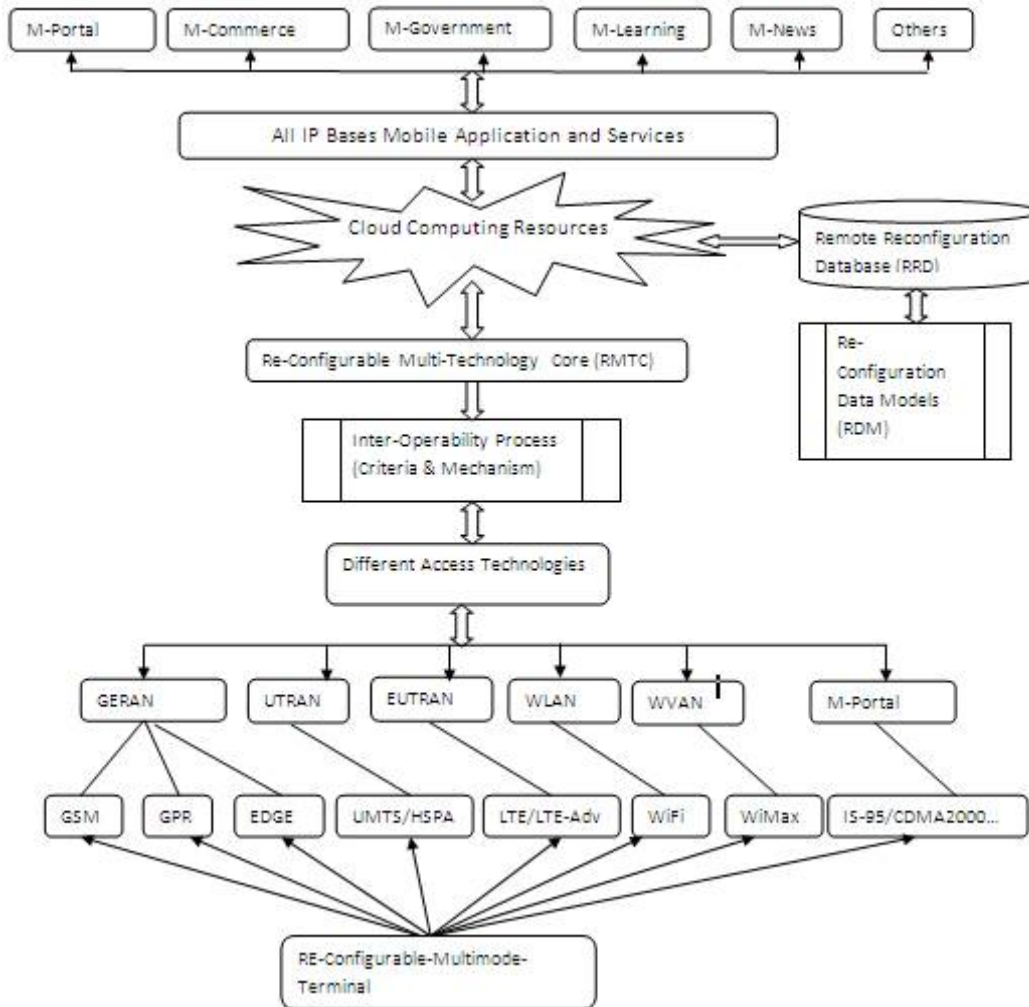 M-Portal
M-Commerce
M-Government
M-Learning
M-News
Others
All IP Bases Mobile Application and Services
Cloud Computing Resources
Remote Reconfiguration
Database (RRD)
Re-Configurable Multi-Technology Core (RMTC)
Re-
Configuration
Data Models
(RDM)
Inter-Operability Process
(Criteria & Mechanism)
Different Access Technologies
GERAN
UTRAN
EUTRAN
WLAN
WVAN
M-Portal
GSM
GPR
EDGE
UMTS/HSPA
LTE/LTE-Adv
WiFi
WiMax
IS-95/CDMA2000...
RE-Configurable-Multimode-
Terminal